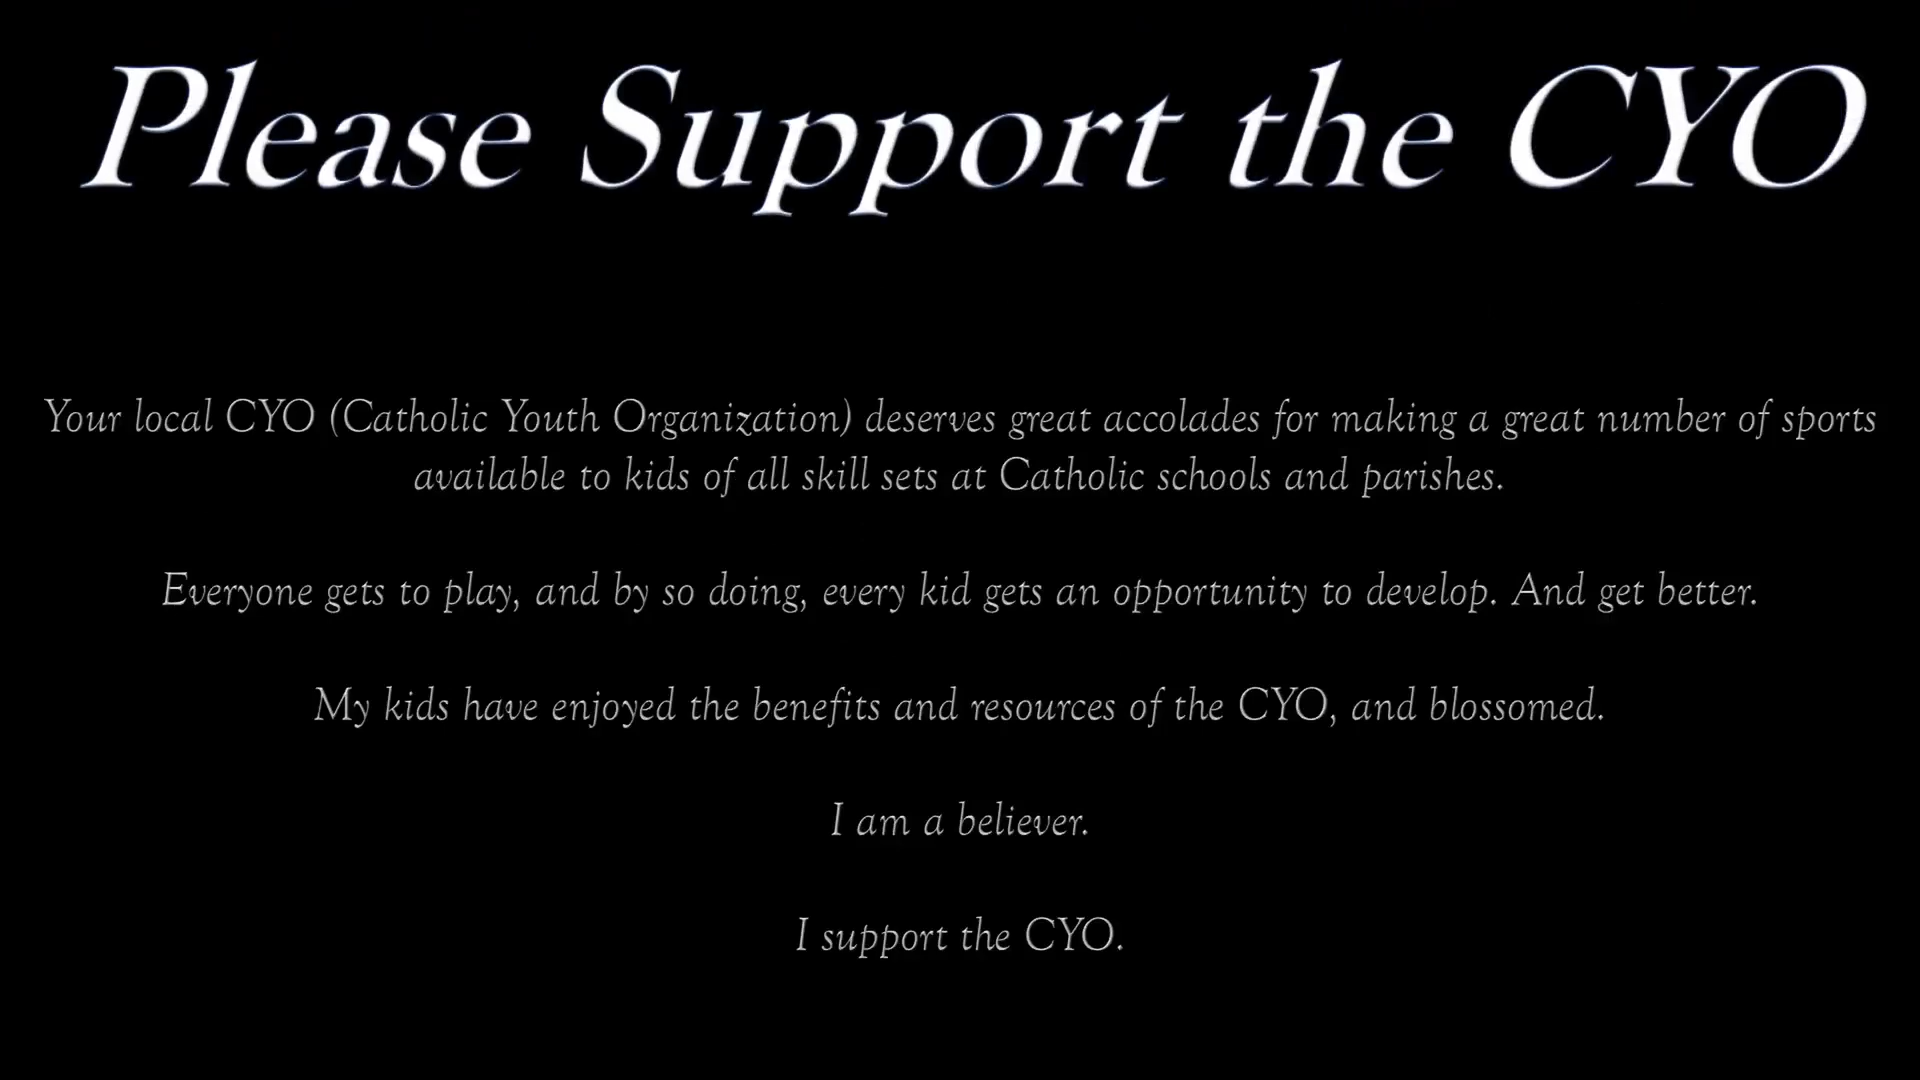 Please Support the CYO
Your local CYO (Catholic Youth Organization) deserves great accolades for making a great number of sports
available to kids of all skill sets at Catholic schools and parishes.
Everyone gets to play, and by so doing, every kid gets an opportunity to develop. And get better.
My kids have enjoyed the benefits and resources of the CYO, and blossomed.
I am a believer.
I support the CYO.